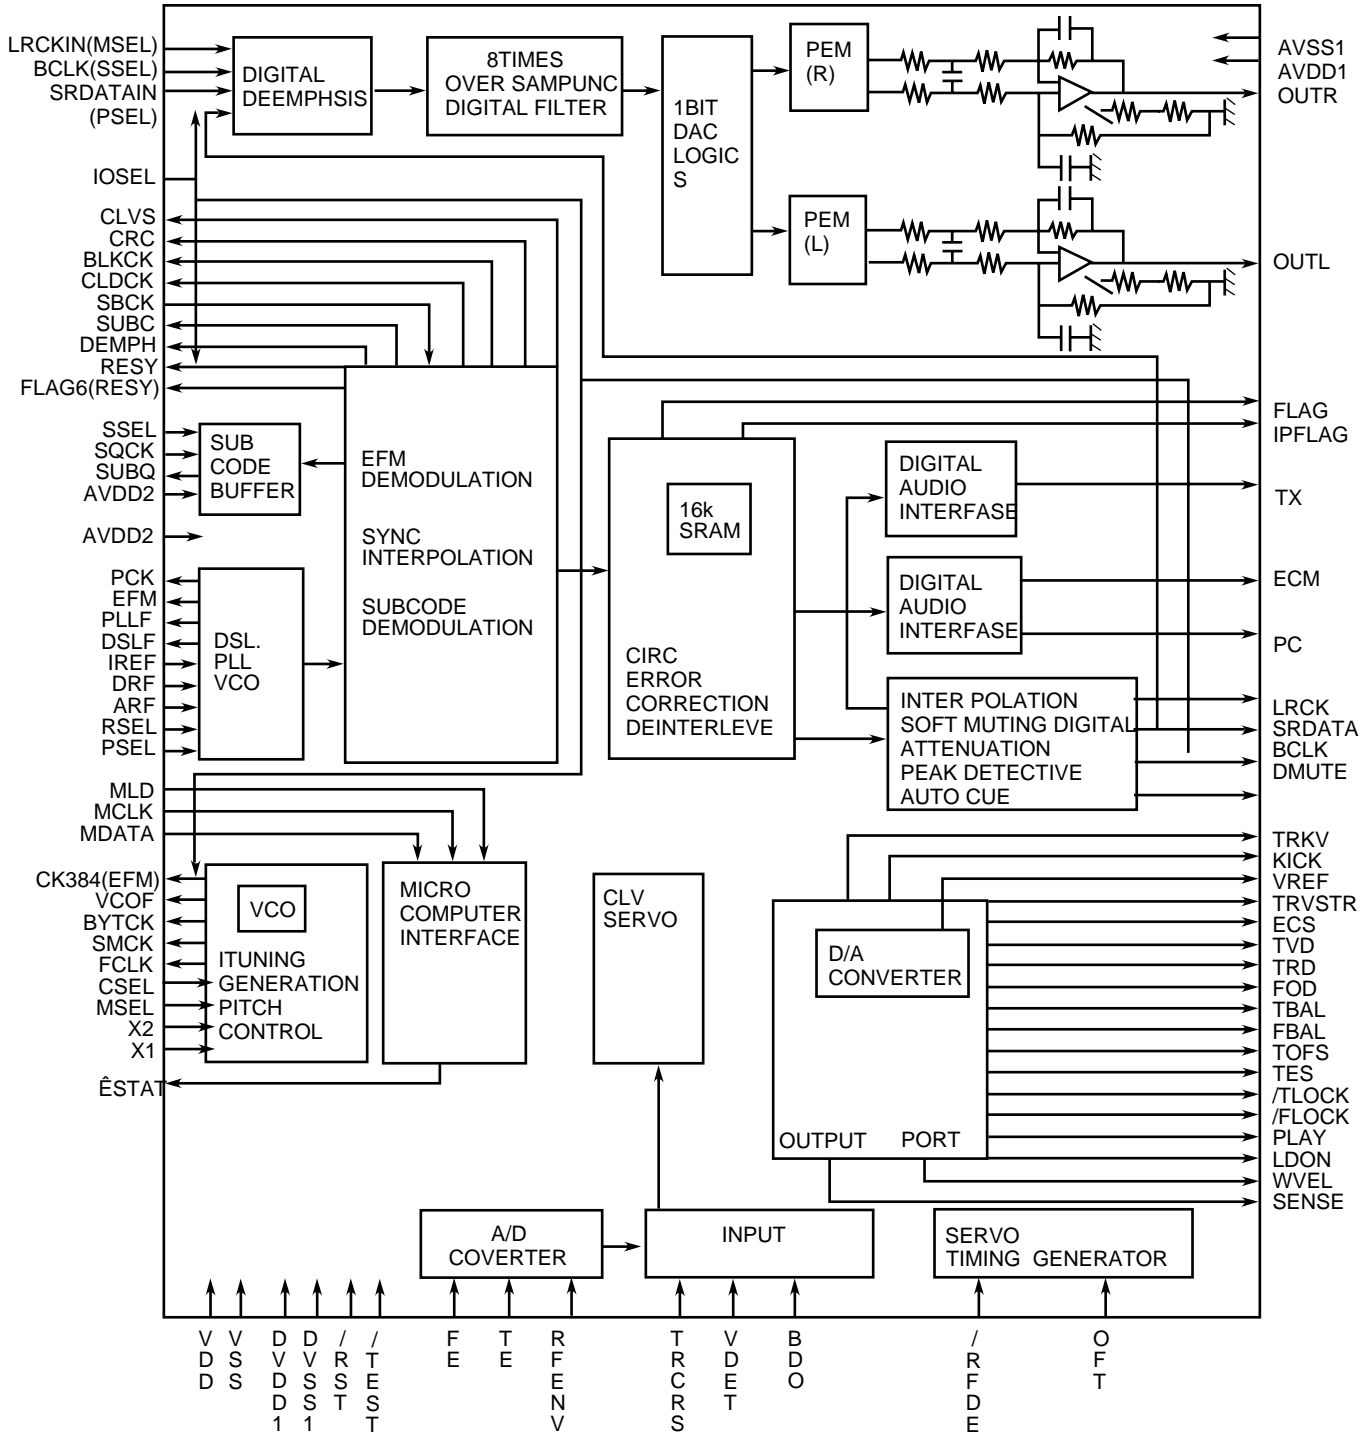 LRCKIN(MSEL)
BCLK(SSEL)
SRDATAIN
(PSEL)
IOSEL
CLVS
CRC
BLKCK
CLDCK
SBCK
SUBC
DEMPH
RESY
FLAG6(RESY)
SSEL
SQCK
SUBQ
AVDD2
AVDD2
PCK
EFM
PLLF
DSLF
IREF
DRF
ARF
RSEL
PSEL
MLD
MCLK
MDATA
CK384(EFM)
VCOF
BYTCK
SMCK
FCLK
CSEL
MSEL
X2
X1
ÊSTAT
DIGITAL
DEEMPHSIS
8TIMES
OVER SAMPUNC
DIGITAL FILTER
1BIT
DAC
LOGIC
S
PEM
(R)
PEM
(L)
SUB
CODE
BUFFER
EFM
DEMODULATION
SYNC
INTERPOLATION
SUBCODE
DEMODULATION
DSL.
PLL
VCO
16k
SRAM
CIRC
ERROR
CORRECTION
DEINTERLEVE
DIGITAL
AUDIO
INTERFASE
DIGITAL
AUDIO
INTERFASE
INTER POLATION
SOFT MUTING DIGITAL
ATTENUATION
PEAK DETECTIVE
AUTO CUE
VCO
ITUNING
GENERATION
PITCH
CONTROL
MICRO
COMPUTER
INTERFACE
CLV
SERVO
D/A
CONVERTER
OUTPUT PORT
A/D
COVERTER
INPUT
SERVO
TIMING GENERATOR
AVSS1
AVDD1
OUTR
OUTL
FLAG
IPFLAG
TX
ECM
PC
LRCK
SRDATA
BCLK
DMUTE
TRKV
KICK
VREF
TRVSTR
ECS
TVD
TRD
FOD
TBAL
FBAL
TOFS
TES
/TLOCK
/FLOCK
PLAY
LDON
WVEL
SENSE
VDD
VSS
DVDD1
DVSS1
/RST
/TEST
FE
TE
RFENV
TRCRS
VDET
BDO
/RFDE
OFT